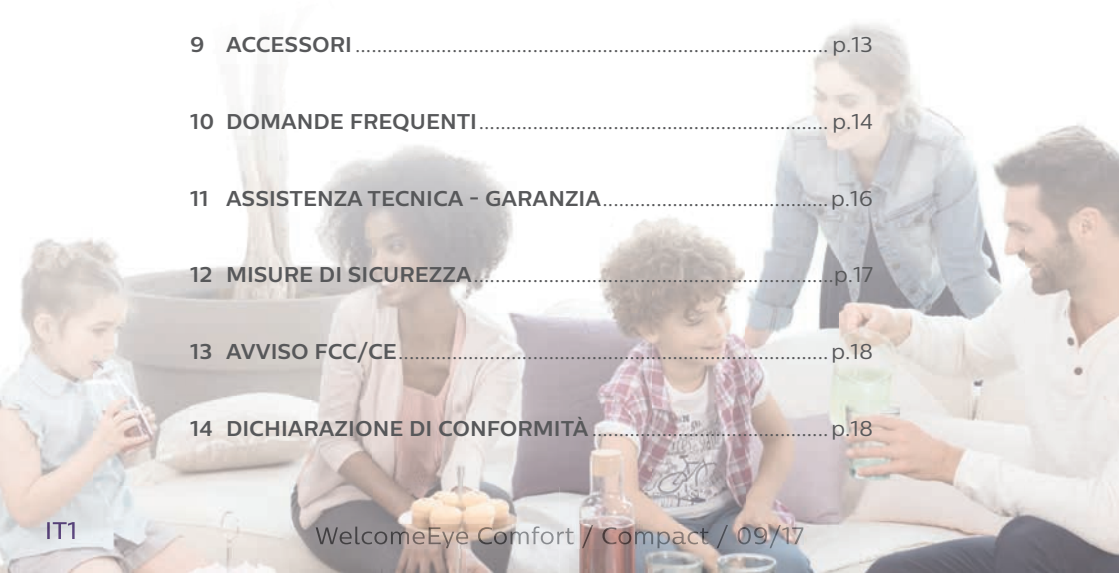 9 ACCESSORI ........................................................................................ p.13
10 DOMANDE FREQUENTI ................................................................. p.14
11 ASSISTENZA TECNICA - GARANZIA .......................................... p.16
12 MISURE DI SICUREZZA ................................................................... p.17
13 AVVISO FCC/CE ................................................................................ p.18
14 DICHIARAZIONE DI CONFORMITÀ ............................................ p.18
IT1 WelcomeEye Comfort / Compact / 09/17